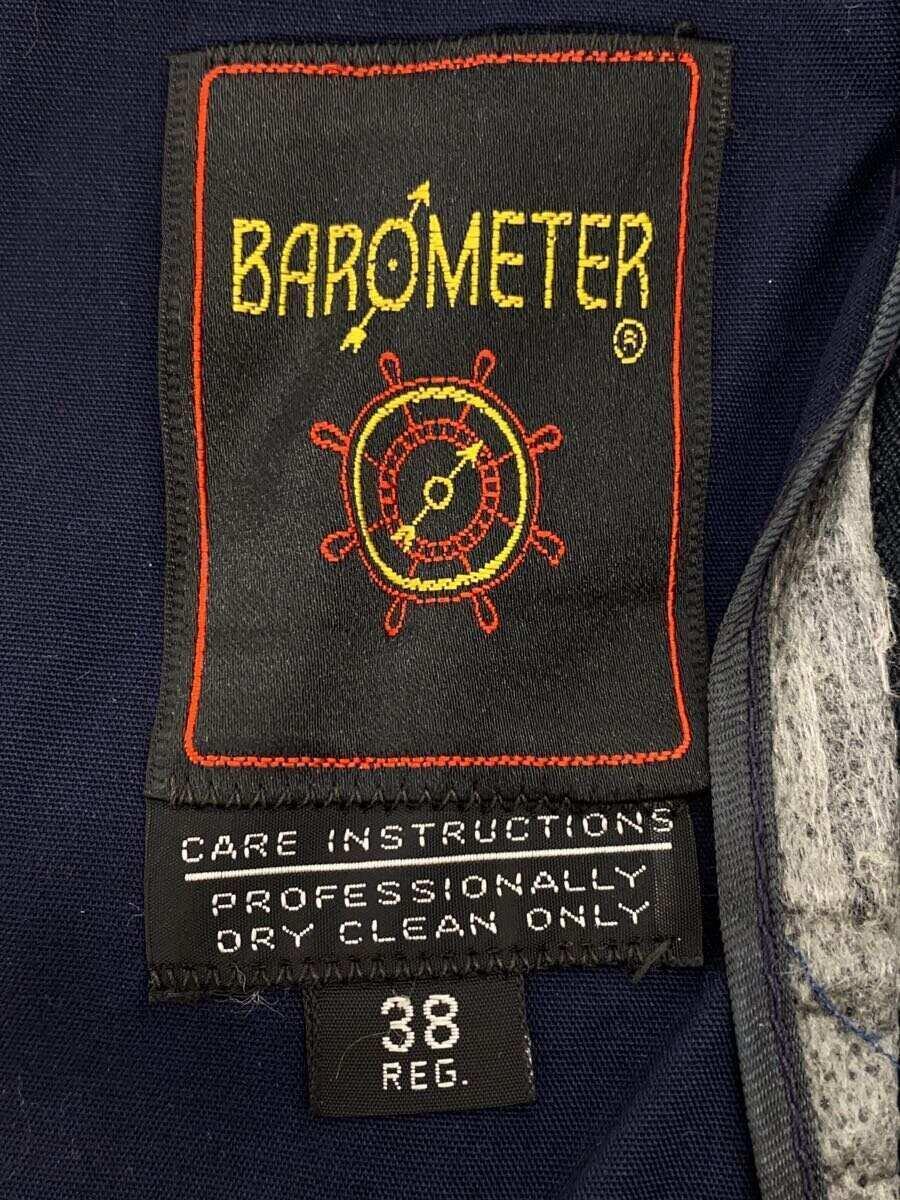 BAROMETER
®
CARE INSTRUCTIONS
PROFESSIONALLY
DRY CLEAN ONLY
38
REG.